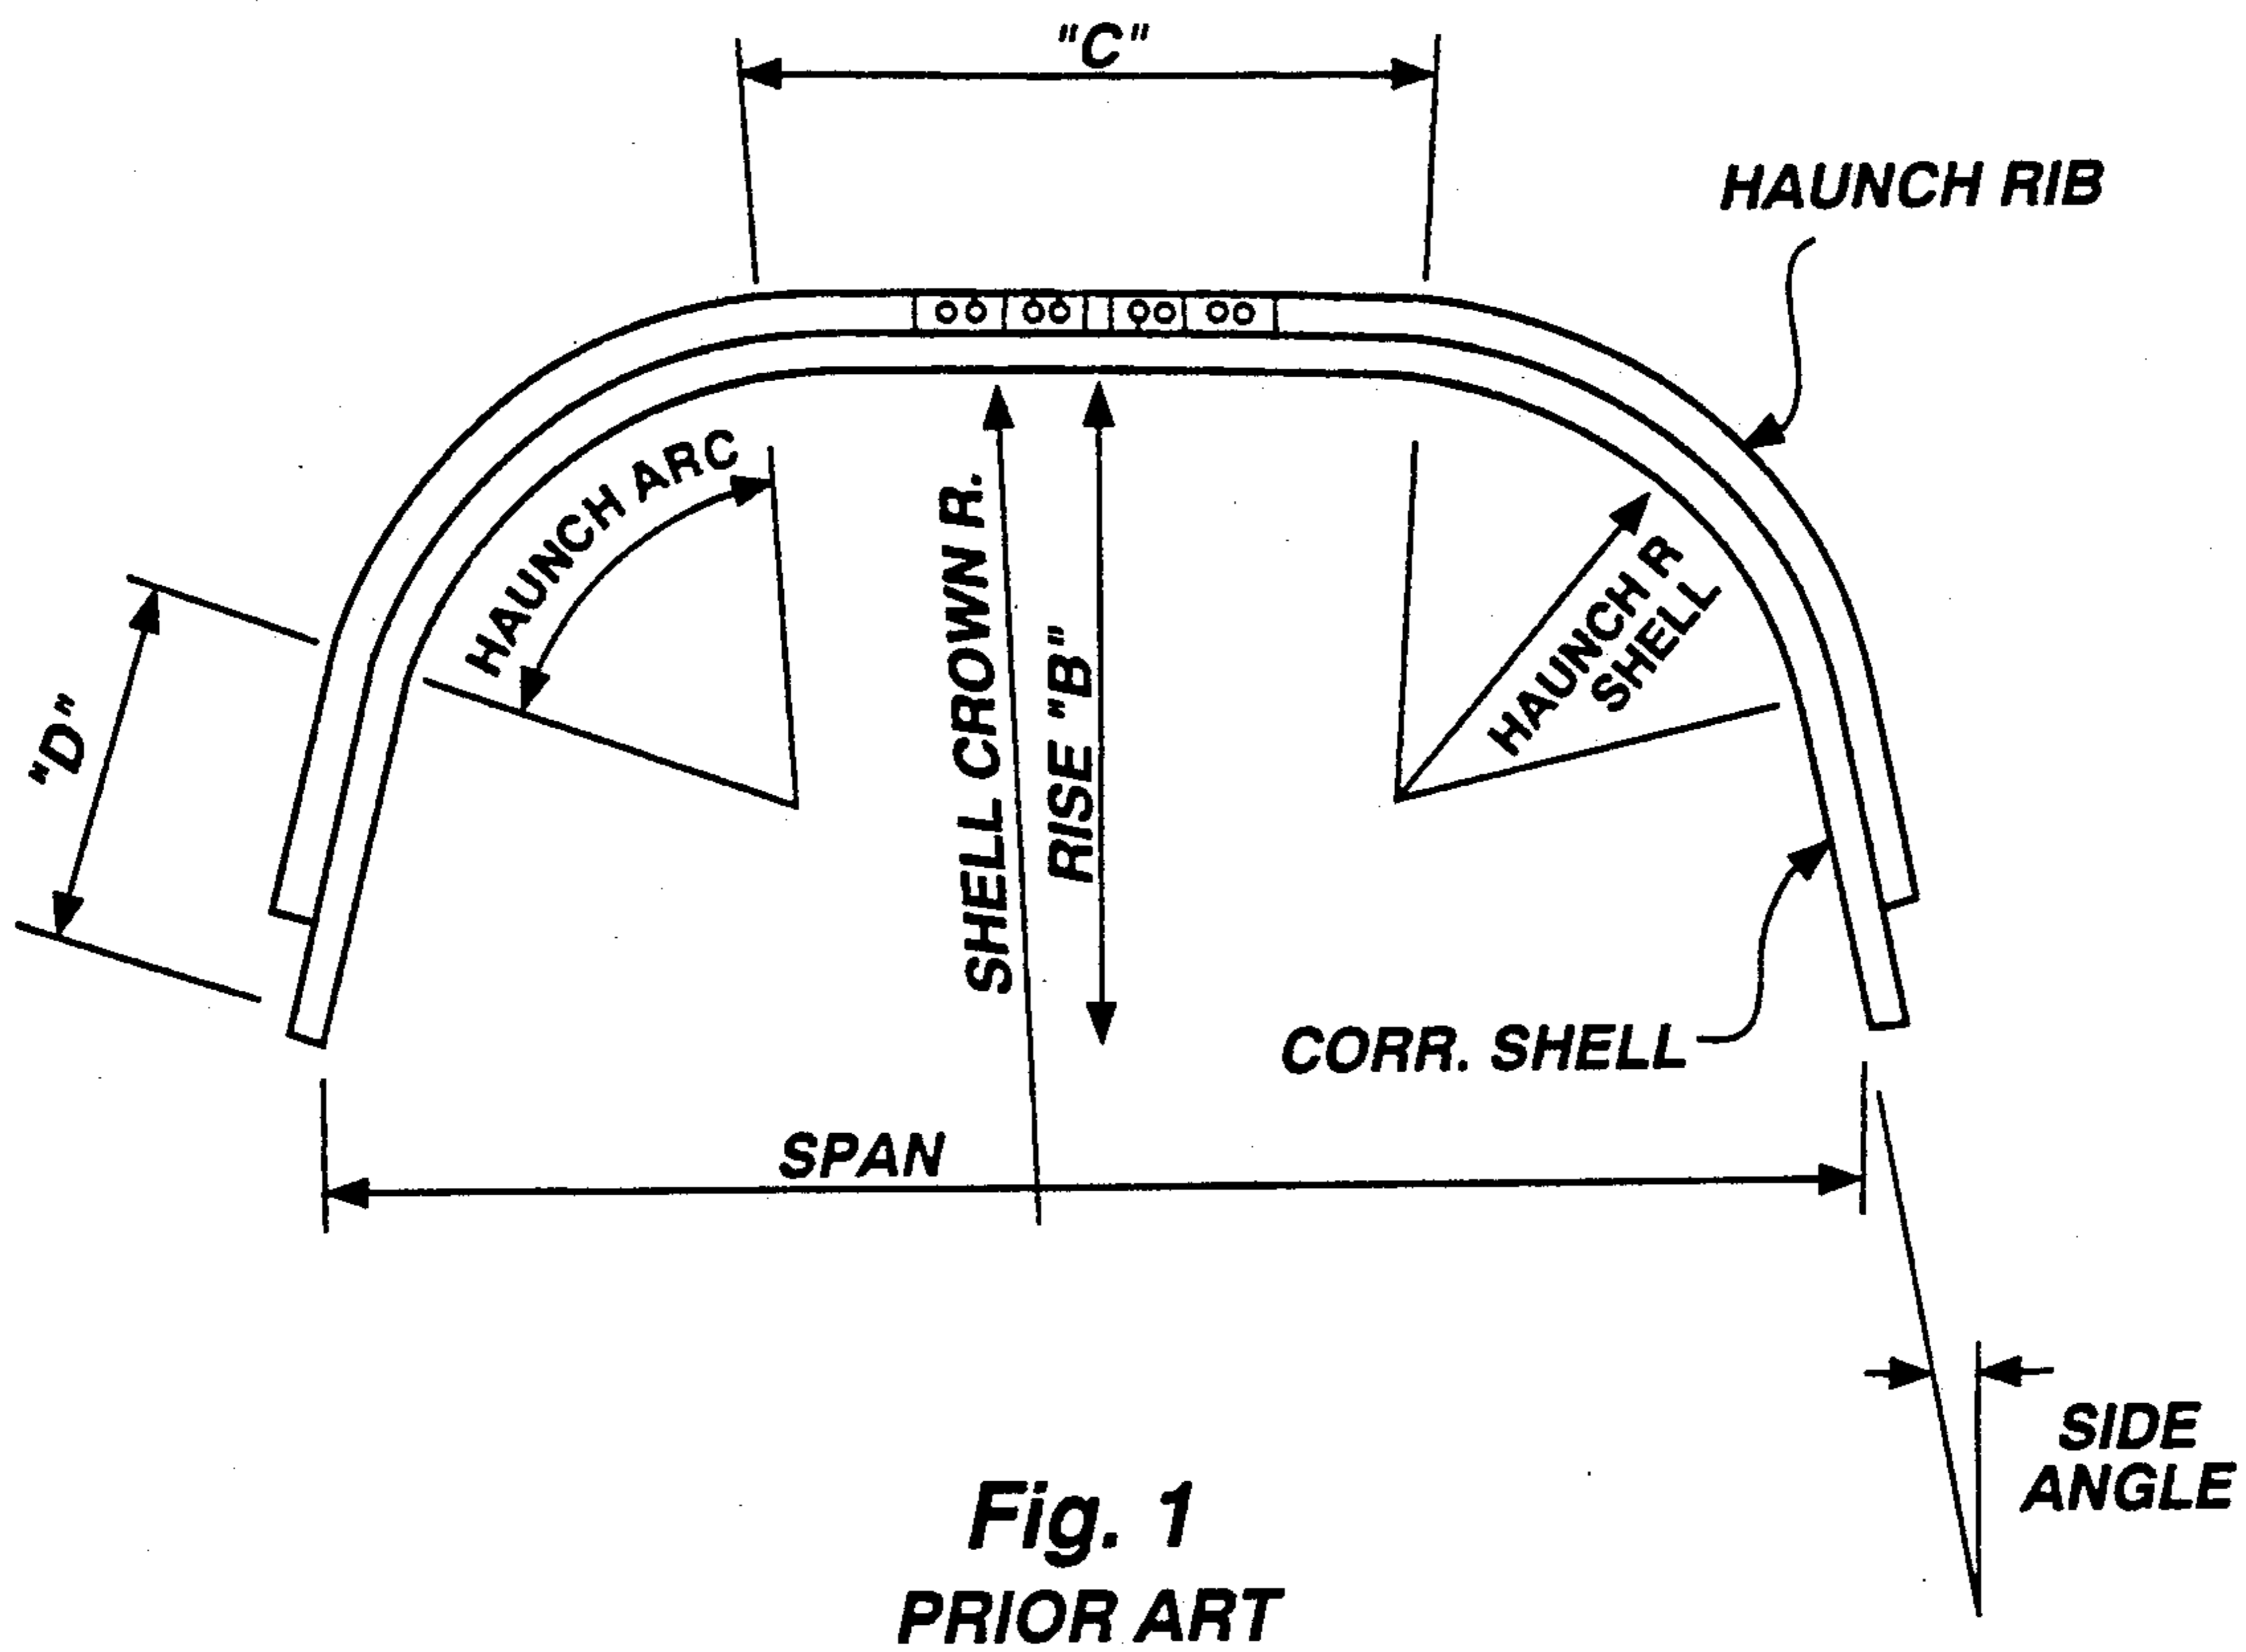 "C"
HAUNCH RIB
HAUNCH ARC
SHELL CROWN R.
RISE "B"
HAUNCH R
SHELL
"D"
CORR. SHELL
SPAN
SIDE
ANGLE
Fig. 1
PRIOR ART